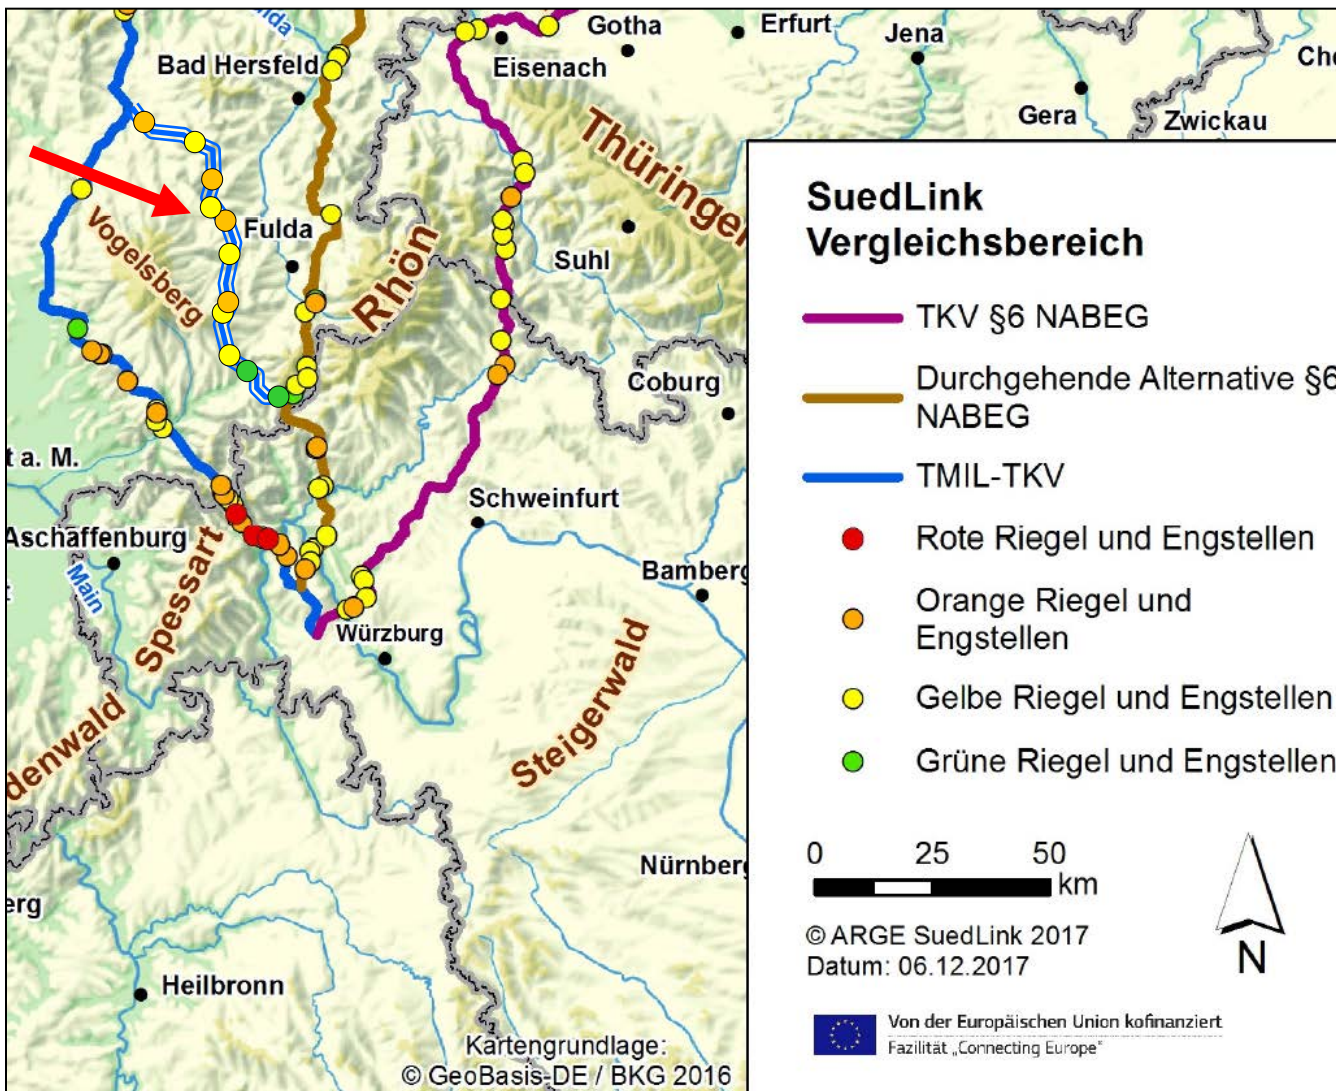 Fulda
Gotha
Erfurt
Jena
Bad Hersfeld
Eisenach
Gera
Zwickau
Thüringe
Vogelsberg
Fulda
Rhön
Suhl
Coburg
t a. M.
Schweinfurt
Aschaffenburg
Main
Spessart
Bamberg
Würzburg
Steigerwald
denwald
Nürnberg
erg
Heilbronn
Kartengrundlage:
© GeoBasis-DE / BKG 2016
SuedLink
Vergleichsbereich
TKV §6 NABEG
Durchgehende Alternative §6
NABEG
TMIL-TKV
Rote Riegel und Engstellen
Orange Riegel und
Engstellen
Gelbe Riegel und Engstellen
Grüne Riegel und Engstellen
0 25 50
km
© ARGE SuedLink 2017
Datum: 06.12.2017
N
Von der Europäischen Union kofinanziert
Fazilität „Connecting Europe“